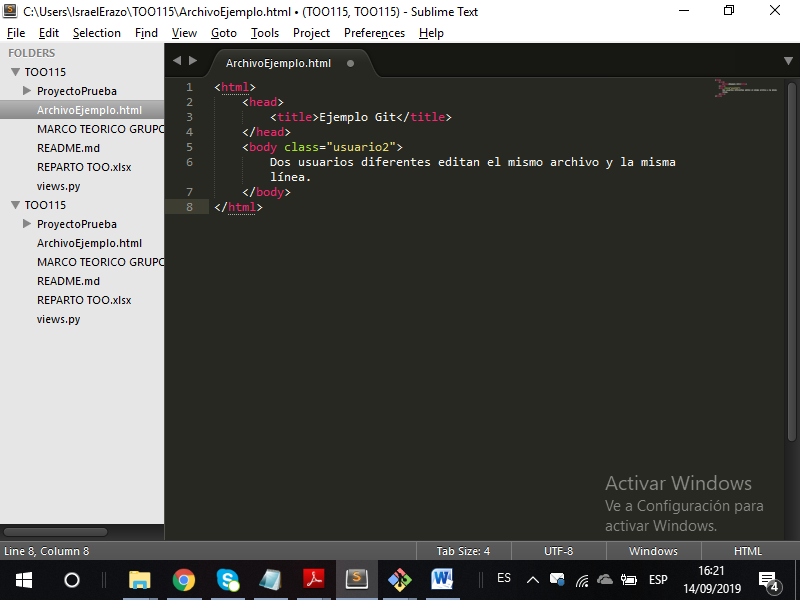 C:\Users\IsraelErazo\TOO115\ArchivoEjemplo.html • (TOO115, TOO115) - Sublime Text
File Edit Selection Find View Goto Tools Project Preferences Help
FOLDERS
TOO115
ProyectoPrueba
ArchivoEjemplo.html
MARCO TEORICO GRUPO
README.md
REPARTO TOO.xlsx
views.py
TOO115
ProyectoPrueba
ArchivoEjemplo.html
MARCO TEORICO GRUPO
README.md
REPARTO TOO.xlsx
views.py
ArchivoEjemplo.html
1 <html>
2 <head>
3 <title>Ejemplo Git</title>
4 </head>
5 <body class="usuario2">
6 Dos usuarios diferentes editan el mismo archivo y la misma
línea.
7 </body>
8 </html>
Activar Windows
Ve a Configuración para
activar Windows.
Line 8, Column 8 Tab Size: 4 UTF-8 Windows HTML
ES ESP 16:21
14/09/2019 4